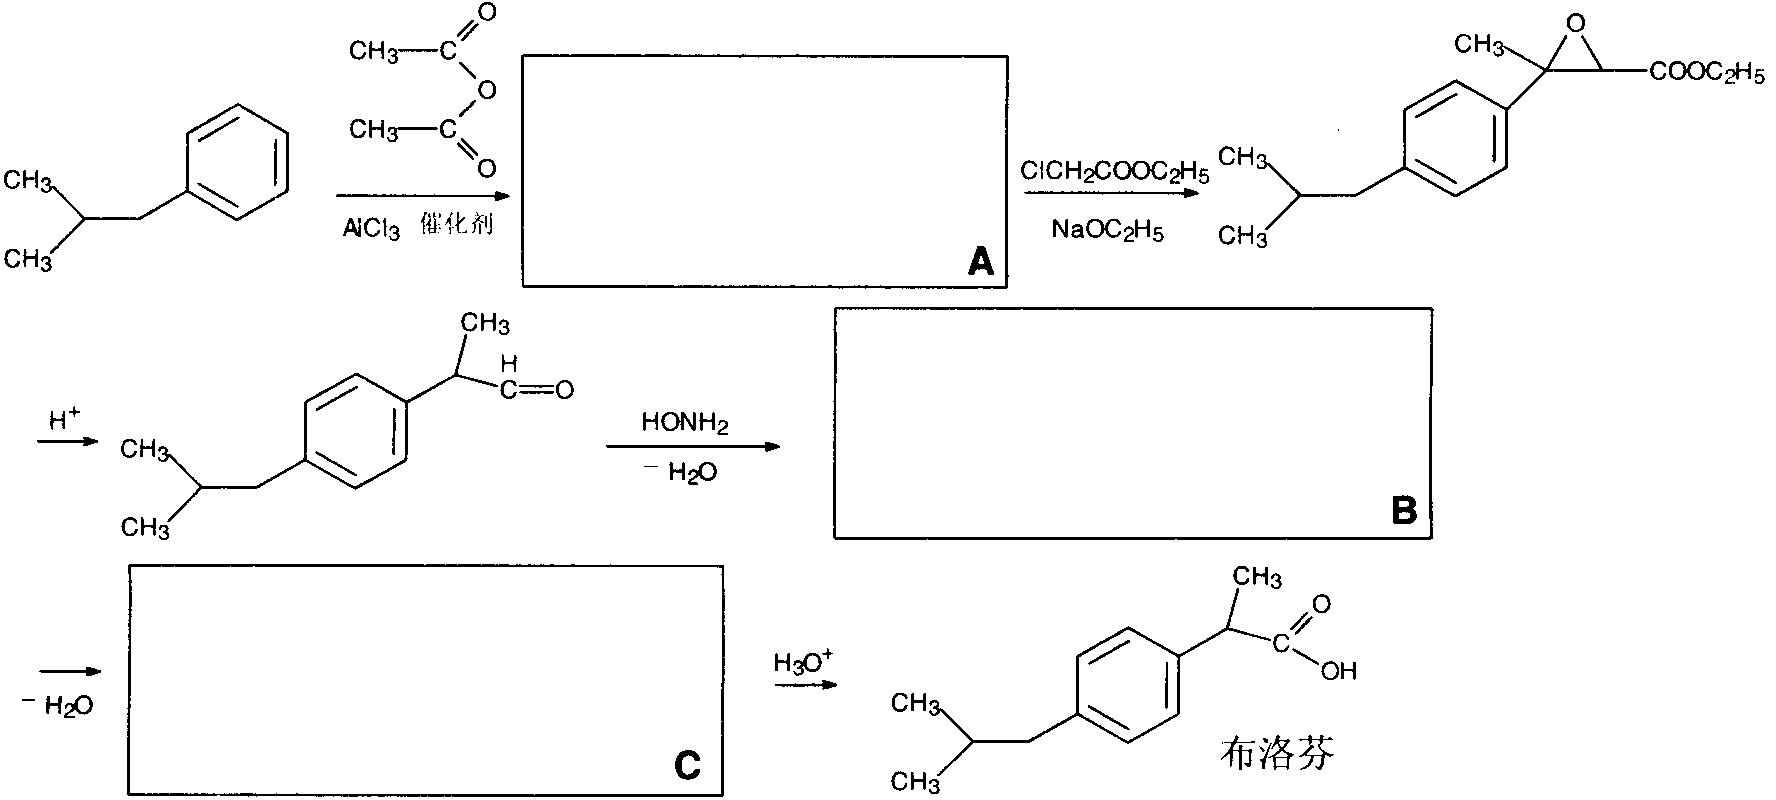 O
CH3 C
O
CH3 C
O
AlCl3 催化剂
CH3
CH3
A
ClCH2COOC2H5
NaOC2H5
O
CH3
COOC2H5
CH3
CH3
H+
CH3
H
C=O
CH3
CH3
HONH2
− H2O
B
− H2O
C
H3O+
CH3
O
C
OH
CH3
CH3
布洛芬